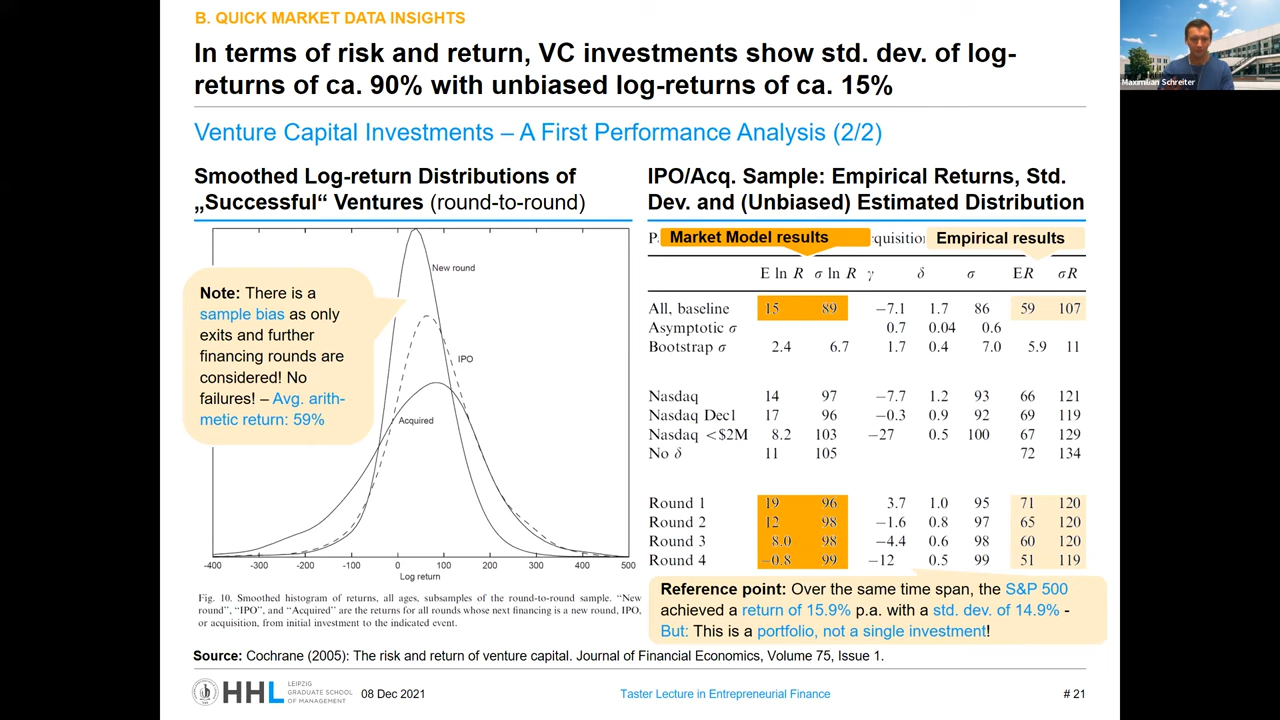 B. QUICK MARKET DATA INSIGHTS
In terms of risk and return, VC investments show std. dev. of log-
returns of ca. 90% with unbiased log-returns of ca. 15%
Venture Capital Investments – A First Performance Analysis (2/2)
Smoothed Log-return Distributions of
„Successful“ Ventures (round-to-round)
New round
IPO
Acquired
Note: There is a
sample bias as only
exits and further
financing rounds are
considered! No
failures! – Avg. arith-
metic return: 59%
-400 -300 -200 -100 0 100 200 300 400 500
Log return
Fig. 10. Smoothed histogram of returns, all ages, subsamples of the round-to-round sample. “New
round”, “IPO”, and “Acquired” are the returns for all rounds whose next financing is a new round, IPO,
or acquisition, from initial investment to the indicated event.
IPO/Acq. Sample: Empirical Returns, Std.
Dev. and (Unbiased) Estimated Distribution
Market Model results
Empirical results
E ln R σ ln R γ δ σ ER σR
All, baseline 15 89 −7.1 1.7 86 59 107
Asymptotic σ 0.7 0.04 0.6
Bootstrap σ 2.4 6.7 1.7 0.4 7.0 5.9 11
Nasdaq 14 97 −7.7 1.2 93 66 121
Nasdaq Dec1 17 96 −0.3 0.9 92 69 119
Nasdaq <$2M 8.2 103 −27 0.5 100 67 129
No δ 11 105 72 134
Round 1 19 96 3.7 1.0 95 71 120
Round 2 12 98 −1.6 0.8 97 65 120
Round 3 8.0 98 −4.4 0.6 98 60 120
Round 4 −0.8 99 −12 0.5 99 51 119
Reference point: Over the same time span, the S&P 500
achieved a return of 15.9% p.a. with a std. dev. of 14.9% -
But: This is a portfolio, not a single investment!
Source: Cochrane (2005): The risk and return of venture capital. Journal of Financial Economics, Volume 75, Issue 1.
HHL
LEIPZIG
GRADUATE SCHOOL
OF MANAGEMENT
08 Dec 2021
Taster Lecture in Entrepreneurial Finance
# 21
Maximilian Schreiter